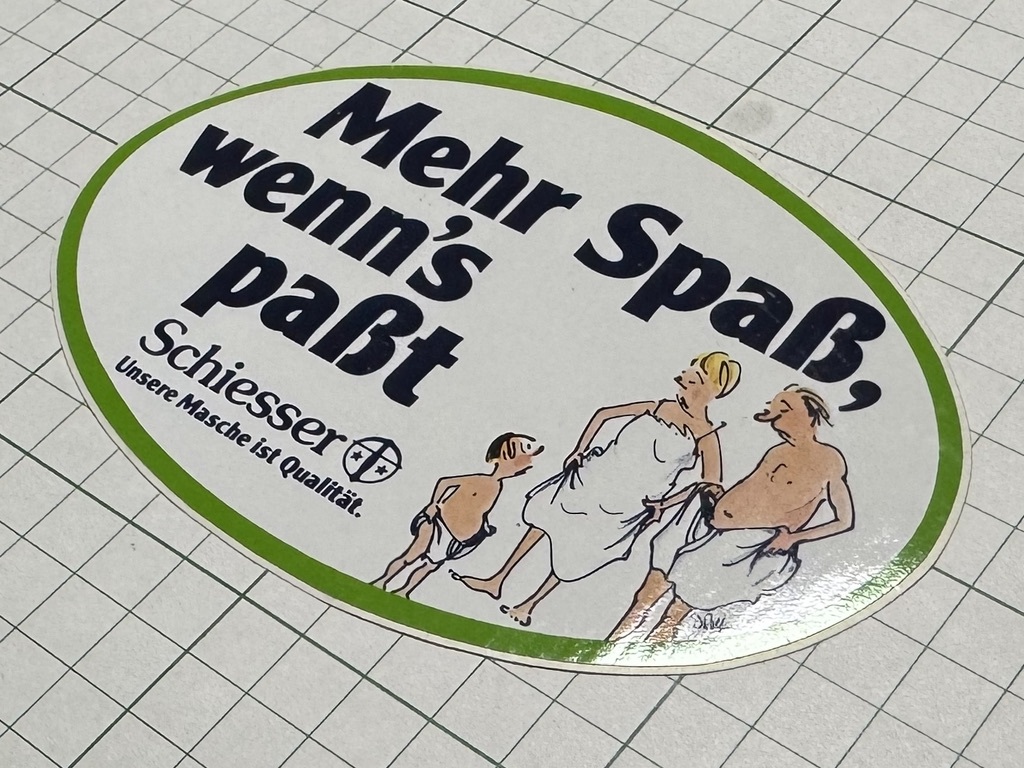 Mehr Spaß,
wenn's
paßt
Schiesser
Unsere Masche ist Qualität.